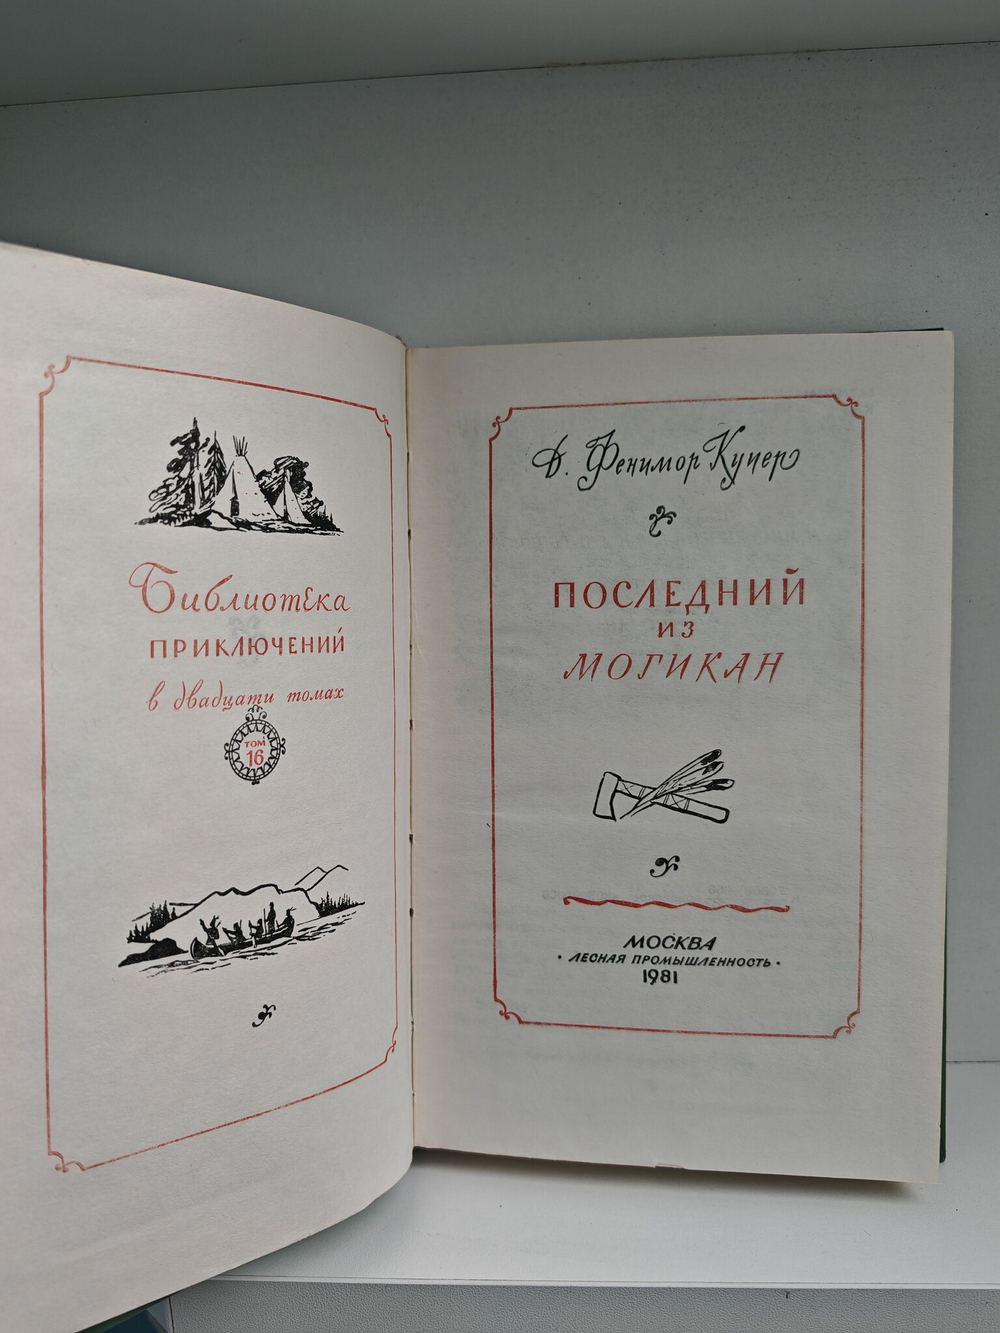 Библиотека
ПРИКЛЮЧЕНИЙ
в двадцати томах
ТОМ
16
Д. Фенимор Купер
ПОСЛЕДНИЙ
ИЗ
МОГИКАН
МОСКВА
• ЛЕСНАЯ ПРОМЫШЛЕННОСТЬ •
1981